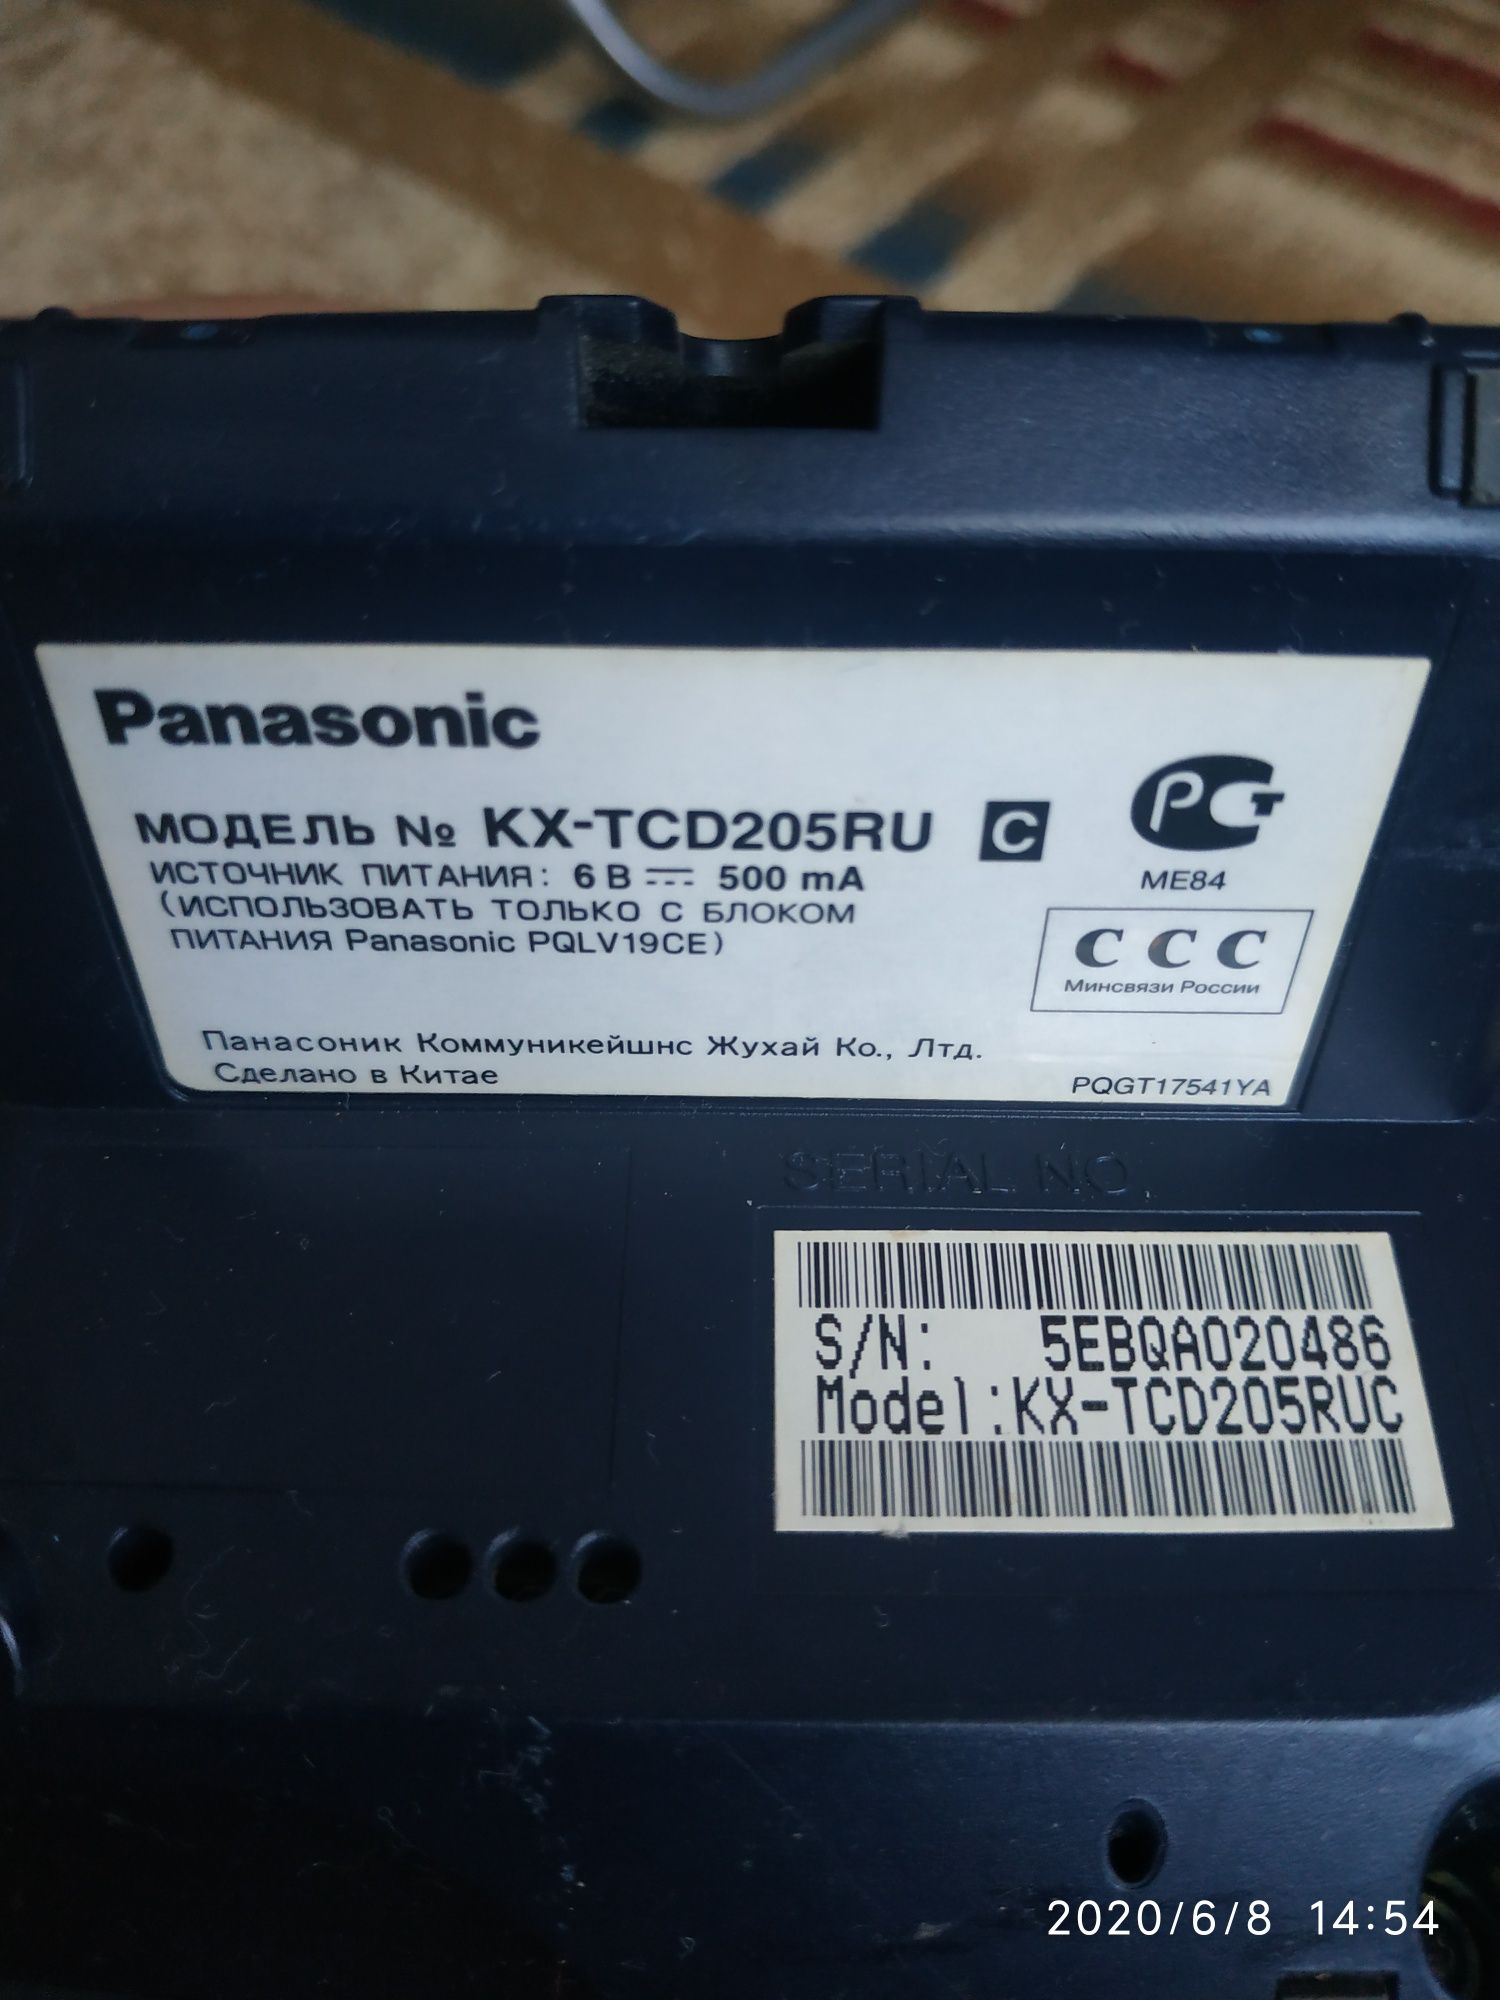 Panasonic
МОДЕЛЬ № KX-TCD205RU C
ИСТОЧНИК ПИТАНИЯ: 6 В ⎓ 500 mA
(ИСПОЛЬЗОВАТЬ ТОЛЬКО С БЛОКОМ
ПИТАНИЯ Panasonic PQLV19CE)
РСТ
ME84
ССС
Минсвязи России
Панасоник Коммуникейшнс Жухай Ко., Лтд.
Сделано в Китае
PQGT17541YA
SERIAL NO.
S/N: 5EBQA020486
Model:KX-TCD205RUC
2020/6/8 14:54